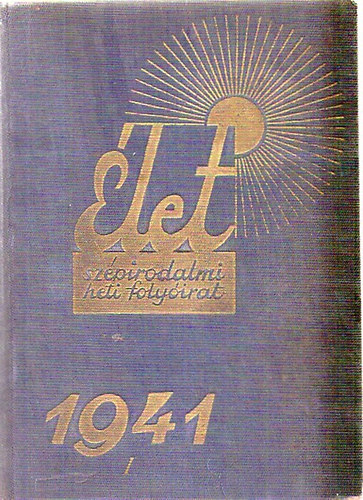 Élet
szépirodalmi
heti folyóirat
1941
I